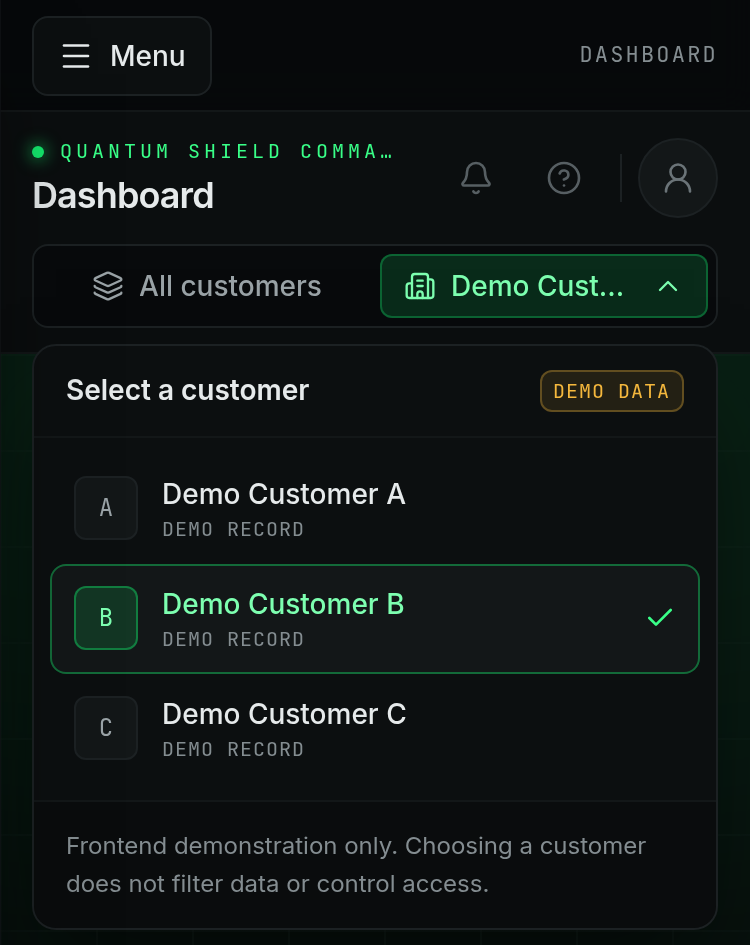 Menu
DASHBOARD
QUANTUM SHIELD COMMA…
Dashboard
All customers
Demo Cust…
Select a customer
DEMO DATA
A
Demo Customer A
DEMO RECORD
B
Demo Customer B
DEMO RECORD
C
Demo Customer C
DEMO RECORD
Frontend demonstration only. Choosing a customer
does not filter data or control access.